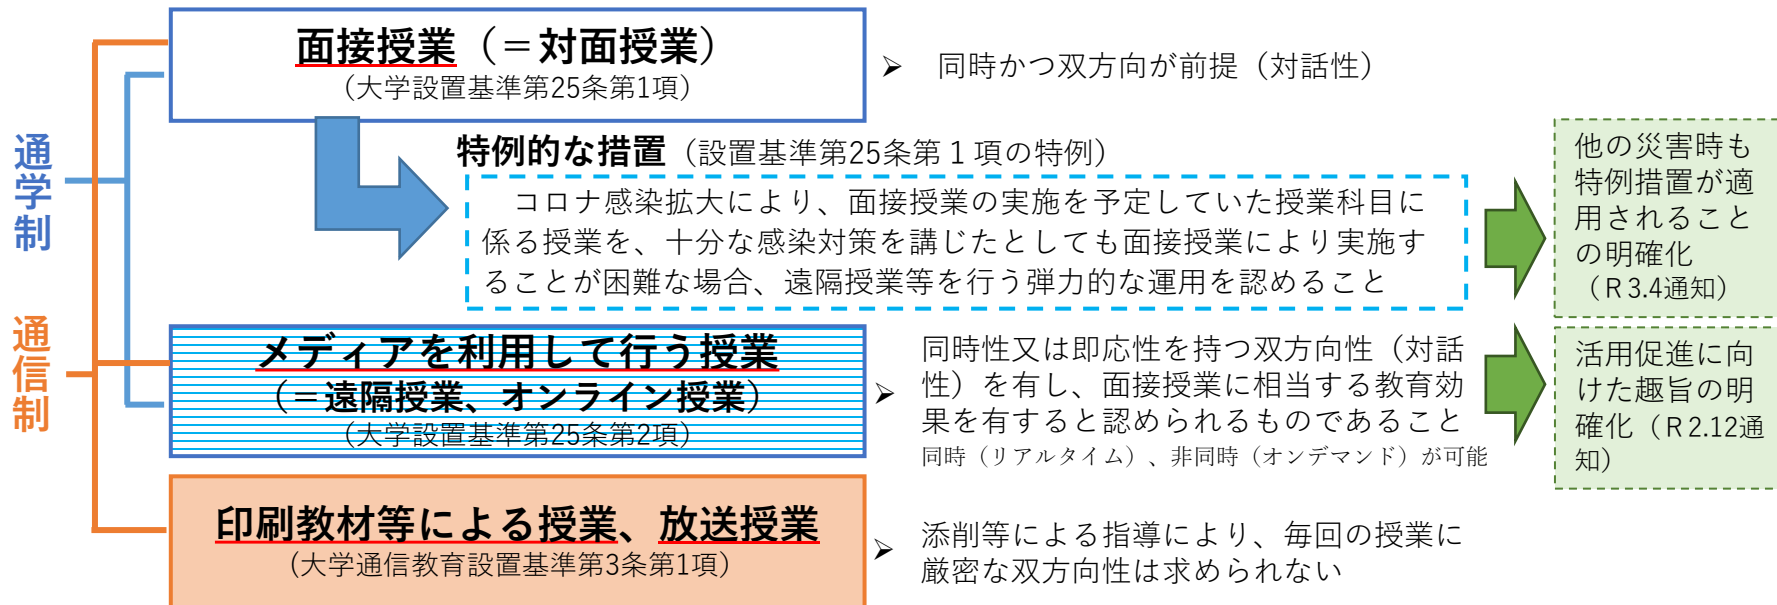 面接授業（＝対面授業）
（大学設置基準第25条第1項）
➢ 同時かつ双方向が前提（対話性）
通学制
特例的な措置（設置基準第25条第１項の特例）
コロナ感染拡大により、面接授業の実施を予定していた授業科目に
係る授業を、十分な感染対策を講じたとしても面接授業により実施す
ることが困難な場合、遠隔授業等を行う弾力的な運用を認めること
他の災害時も
特例措置が適
用されること
の明確化
（R3.4通知）
通信制
メディアを利用して行う授業
（＝遠隔授業、オンライン授業）
（大学設置基準第25条第2項）
➢ 同時性又は即応性を持つ双方向性（対話
性）を有し、面接授業に相当する教育効
果を有すると認められるものであること
同時（リアルタイム）、非同時（オンデマンド）が可能
活用促進に向
けた趣旨の明
確化（R2.12通
知）
印刷教材等による授業、放送授業
（大学通信教育設置基準第3条第1項）
➢ 添削等による指導により、毎回の授業に
厳密な双方向性は求められない